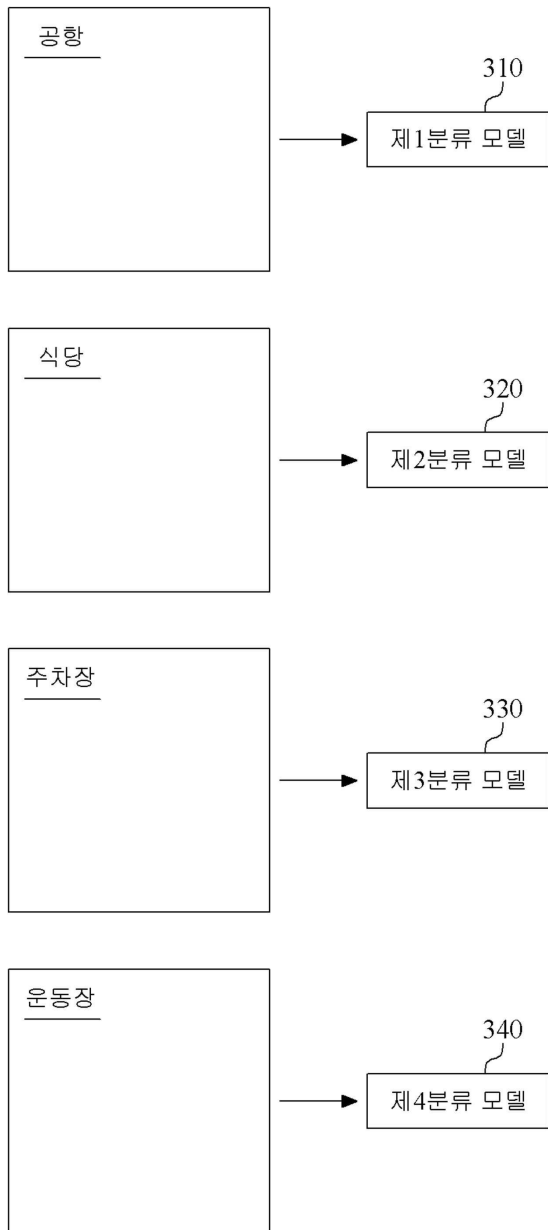 공항
310
제1분류 모델
식당
320
제2분류 모델
주차장
330
제3분류 모델
운동장
340
제4분류 모델